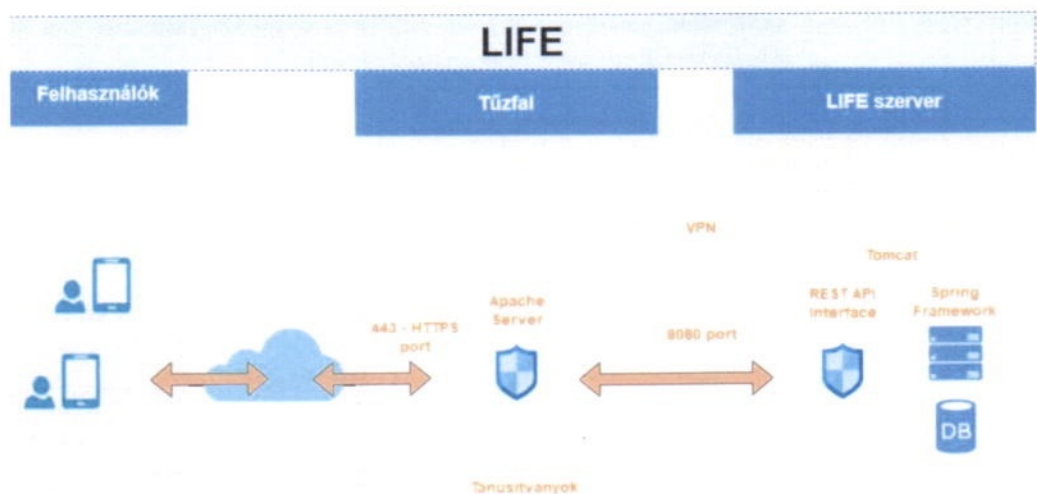 LIFE
Felhasználók
Tűzfal
LIFE szerver
VPN
Tomcat
Apache
Server
REST API
Interface
Spring
Framework
443 - HTTPS
port
8080 port
DB
Tanusítványok